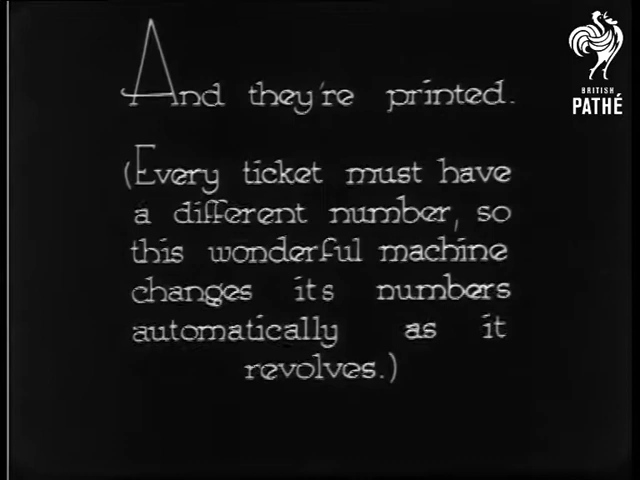 And they're printed.
(Every ticket must have
a different number, so
this wonderful machine
changes its numbers
automatically as it
revolves.)
BRITISH
PATHÉ